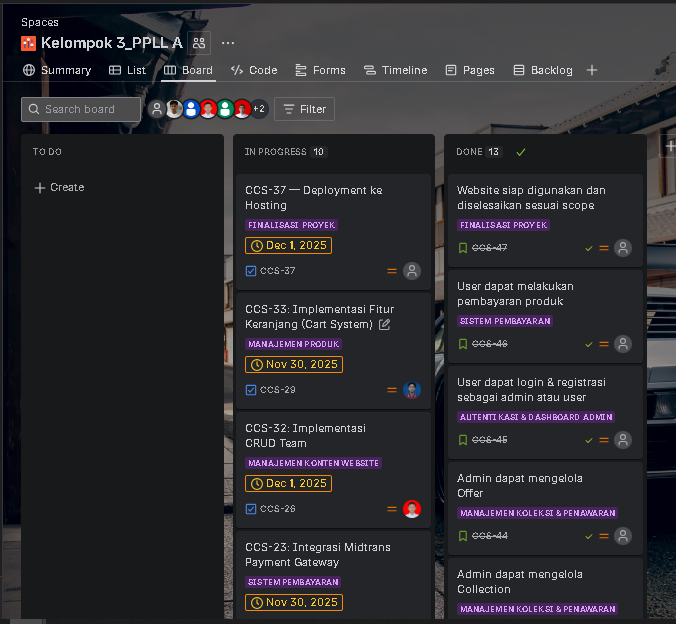 Spaces
Kelompok 3_PPLL A
Summary
List
Board
Code
Forms
Timeline
Pages
Backlog
Search board
+2
Filter
TO DO
Create
IN PROGRESS 10
CCS-37 — Deployment ke
Hosting
FINALISASI PROYEK
Dec 1, 2025
CCS-37
CCS-33: Implementasi Fitur
Keranjang (Cart System)
MANAJEMEN PRODUK
Nov 30, 2025
CCS-29
CCS-32: Implementasi
CRUD Team
MANAJEMEN KONTEN WEBSITE
Dec 1, 2025
CCS-26
CCS-23: Integrasi Midtrans
Payment Gateway
SISTEM PEMBAYARAN
Nov 30, 2025
DONE 13
Website siap digunakan dan
diselesaikan sesuai scope
FINALISASI PROYEK
CCS-47
User dapat melakukan
pembayaran produk
SISTEM PEMBAYARAN
CCS-46
User dapat login & registrasi
sebagai admin atau user
AUTENTIKASI & DASHBOARD ADMIN
CCS-45
Admin dapat mengelola
Offer
MANAJEMEN KOLEKSI & PENAWARAN
CCS-44
Admin dapat mengelola
Collection
MANAJEMEN KOLEKSI & PENAWARAN